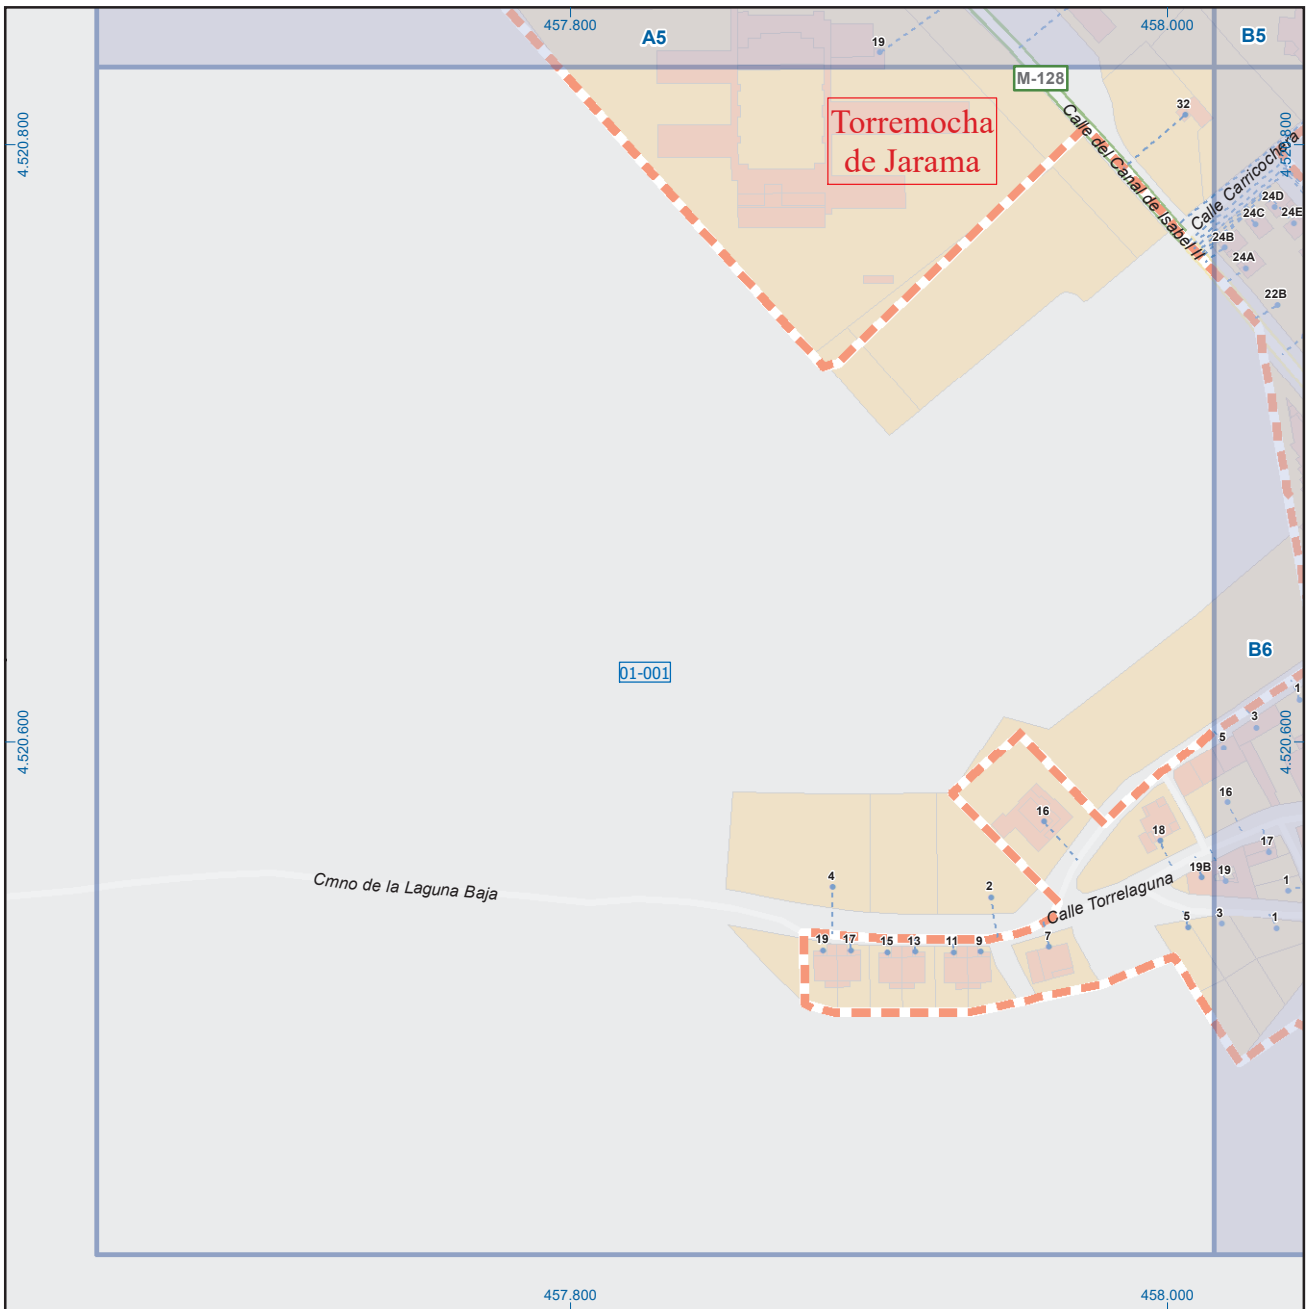 457.800
458.000
A5
B5
19
M-128
32
Torremocha
de Jarama
4.520.800
4.520.800
Calle del Canal de Isabel II
Calle Carricochera
24D
24C
24E
24B
24A
22B
01-001
B6
1
3
5
4.520.600
4.520.600
16
16
18
17
19B
19
1
Cmno de la Laguna Baja
4
2
Calle Torrelaguna
5
3
1
19
17
15
13
11
9
7
457.800
458.000